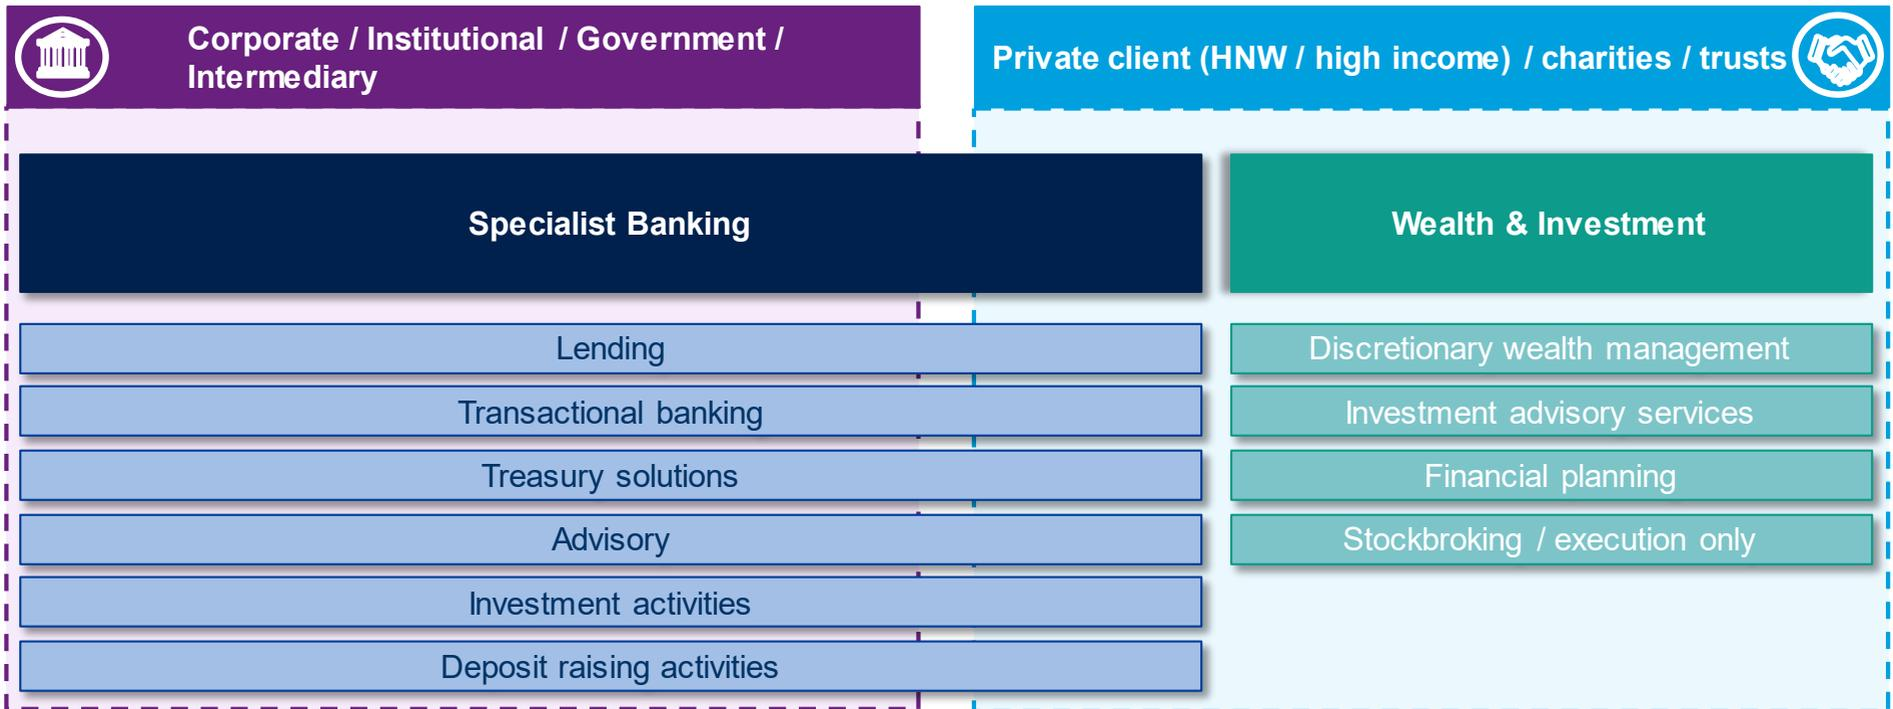 Corporate / Institutional / Government /
Intermediary
Private client (HNW / high income) / charities / trusts
Specialist Banking
Wealth & Investment
Lending
Transactional banking
Treasury solutions
Advisory
Investment activities
Deposit raising activities
Discretionary wealth management
Investment advisory services
Financial planning
Stockbroking / execution only